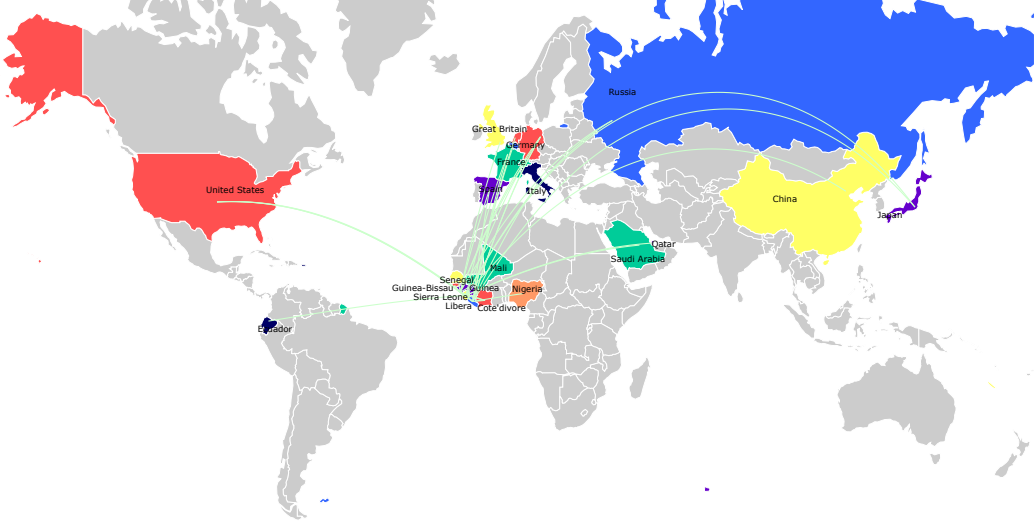 Russia
Great Britain
Germany
France
Spain
Italy
United States
China
Japan
Qatar
Saudi Arabia
Mali
Senegal
Guinea-Bissau
Guinea
Nigeria
Sierra Leone
Libera
Cote'divore
Ecuador